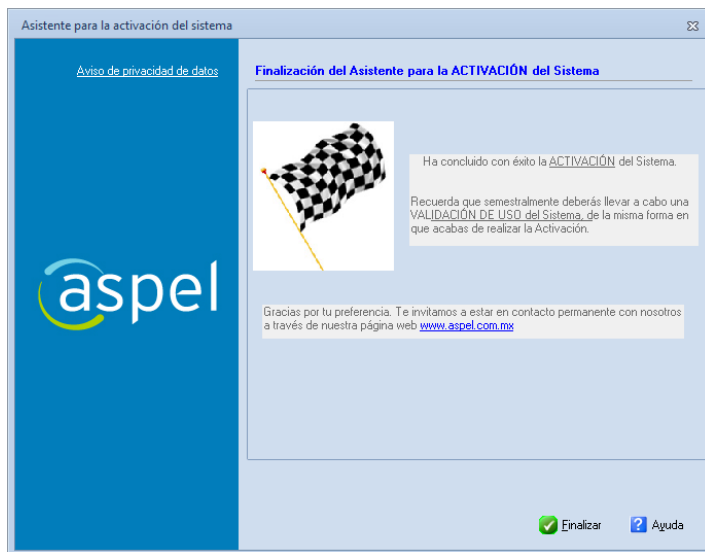 Asistente para la activación del sistema
Aviso de privacidad de datos
Finalización del Asistente para la ACTIVACIÓN del Sistema
Ha concluido con éxito la ACTIVACIÓN del Sistema.
Recuerda que semestralmente deberás llevar a cabo una
VALIDACIÓN DE USO del Sistema, de la misma forma en
que acabas de realizar la Activación.
aspel
Gracias por tu preferencia. Te invitamos a estar en contacto permanente con nosotros
a través de nuestra página web www.aspel.com.mx
Finalizar
Ayuda